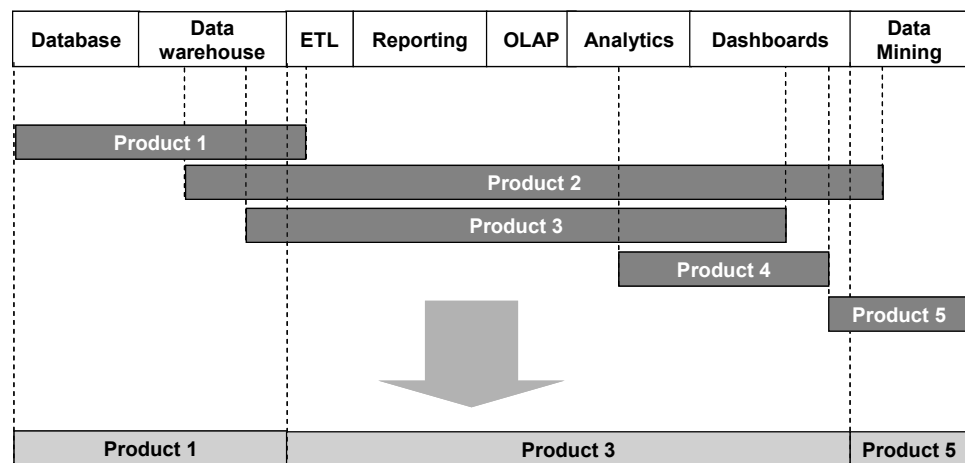 Database
Data
warehouse
ETL
Reporting
OLAP
Analytics
Dashboards
Data
Mining
Product 1
Product 2
Product 3
Product 4
Product 5
Product 1
Product 3
Product 5